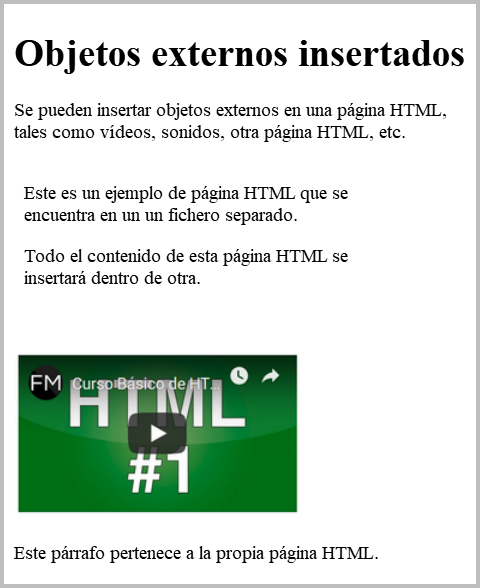 Objetos externos insertados
Se pueden insertar objetos externos en una página HTML,
tales como vídeos, sonidos, otra página HTML, etc.
Este es un ejemplo de página HTML que se
encuentra en un un fichero separado.
Todo el contenido de esta página HTML se
insertará dentro de otra.
FM Curso Básico de HT...
HTML
#1
Este párrafo pertenece a la propia página HTML.